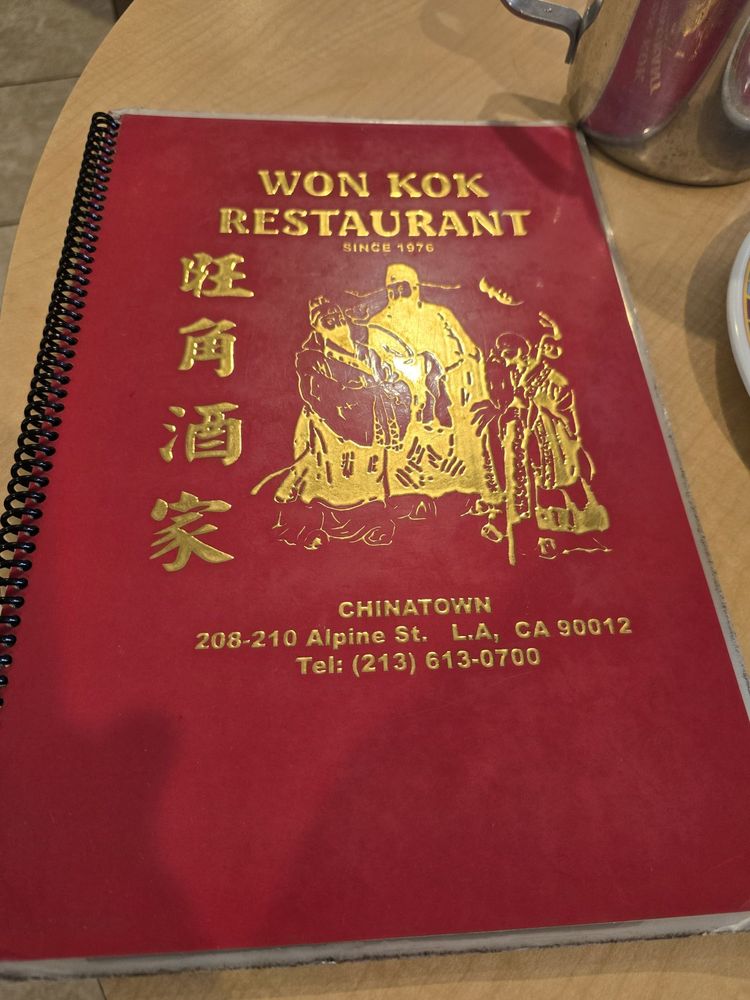 WON KOK
RESTAURANT
SINCE 1976
旺角酒家
CHINATOWN
208-210 Alpine St. L.A, CA 90012
Tel: (213) 613-0700